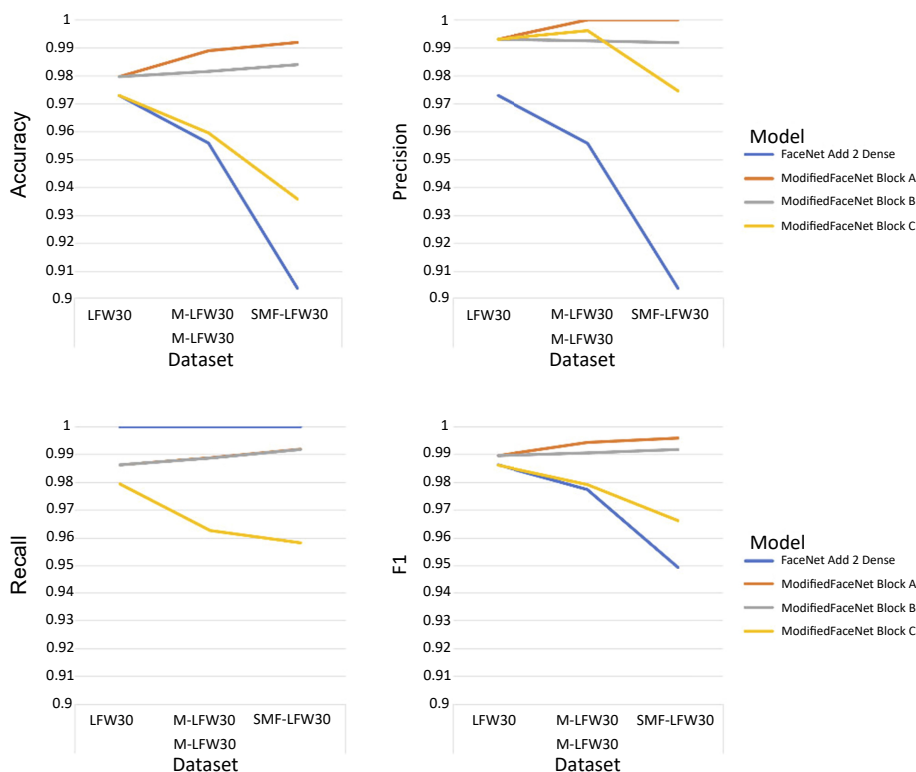 1
0.99
0.98
0.97
0.96
0.95
0.94
0.93
0.92
0.91
0.9
Accuracy
LFW30 M-LFW30 SMF-LFW30
M-LFW30
Dataset
1
0.99
0.98
0.97
0.96
0.95
0.94
0.93
0.92
0.91
0.9
Precision
LFW30 M-LFW30 SMF-LFW30
M-LFW30
Dataset
Model
FaceNet Add 2 Dense
ModifiedFaceNet Block A
ModifiedFaceNet Block B
ModifiedFaceNet Block C
1
0.99
0.98
0.97
0.96
0.95
0.94
0.93
0.92
0.91
0.9
Recall
LFW30 M-LFW30 SMF-LFW30
M-LFW30
Dataset
1
0.99
0.98
0.97
0.96
0.95
0.94
0.93
0.92
0.91
0.9
F1
LFW30 M-LFW30 SMF-LFW30
M-LFW30
Dataset
Model
FaceNet Add 2 Dense
ModifiedFaceNet Block A
ModifiedFaceNet Block B
ModifiedFaceNet Block C